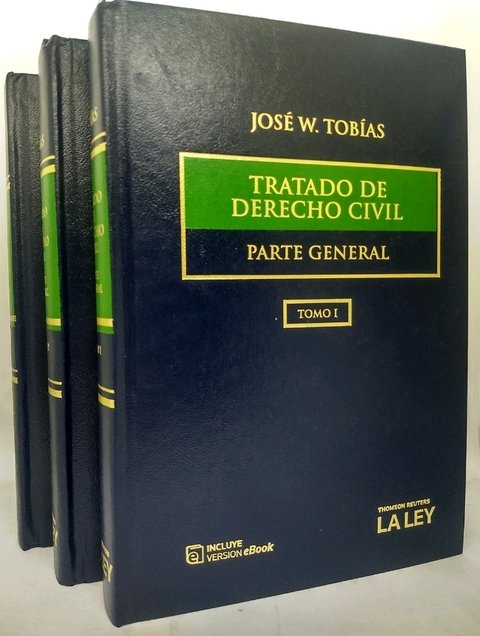 JOSÉ W. TOBÍAS
TRATADO DE
DERECHO CIVIL
PARTE GENERAL
TOMO I
THOMSON REUTERS
LA LEY
INCLUYE
VERSION eBook